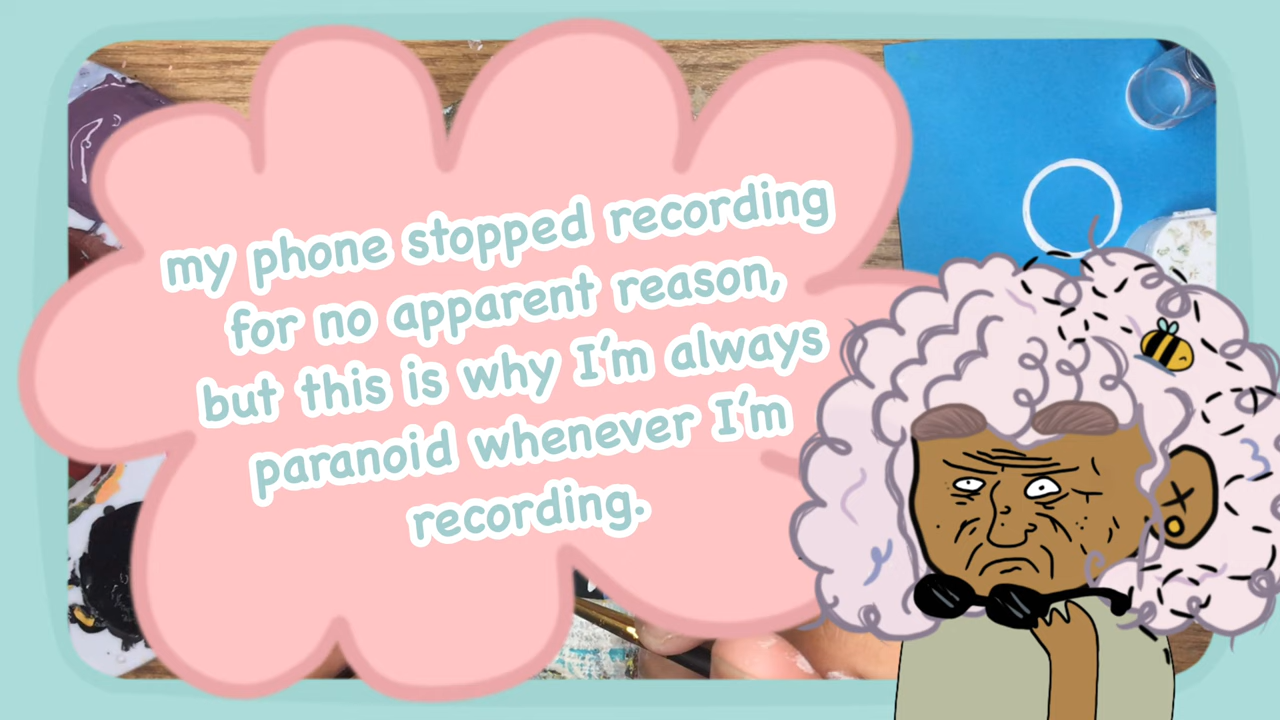 my phone stopped recording
for no apparent reason,
but this is why I'm always
paranoid whenever I'm
recording.